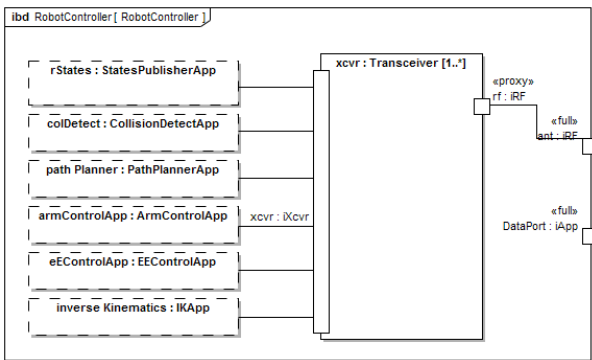 ibd RobotController[ RobotController ]
rStates : StatesPublisherApp
colDetect : CollisionDetectApp
path Planner : PathPlannerApp
armControlApp : ArmControlApp
eEControlApp : EEControlApp
inverse Kinematics : IKApp
xcvr : iXcvr
xcvr : Transceiver [1..*]
«proxy»
rf : iRF
«full»
ant : iRF
«full»
DataPort : iApp